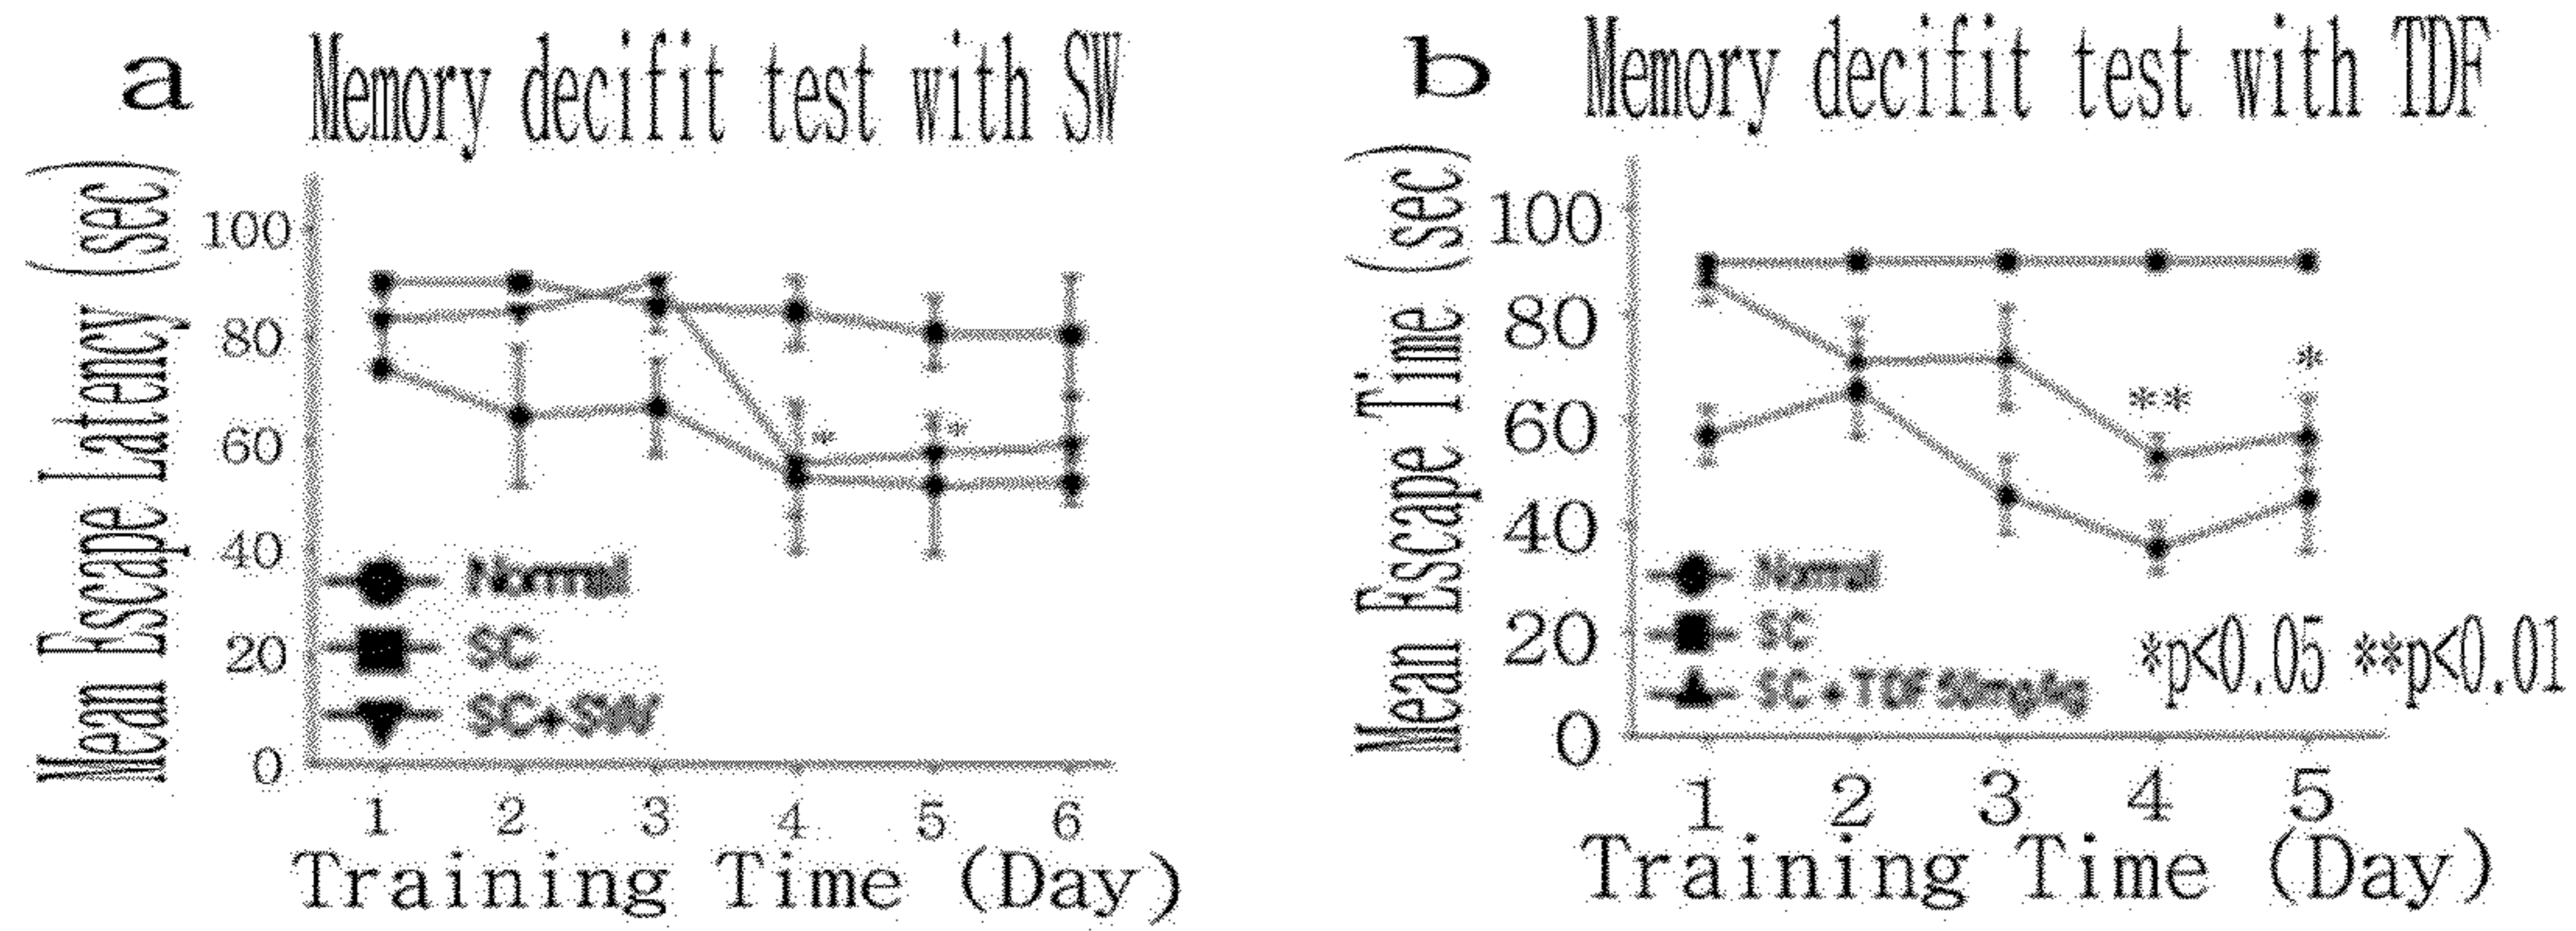 a
Memory decifit test with SW
Mean Escape Latency (sec)
100
80
60
40
20
0
*
*
Normal
SC
SC+SW
1 2 3 4 5 6
Training Time (Day)
b
Memory decifit test with TDF
Mean Escape Time (sec)
100
80
60
40
20
0
**
*
Normal
SC
SC+TDF50mg/kg
*p<0.05 **p<0.01
1 2 3 4 5
Training Time (Day)